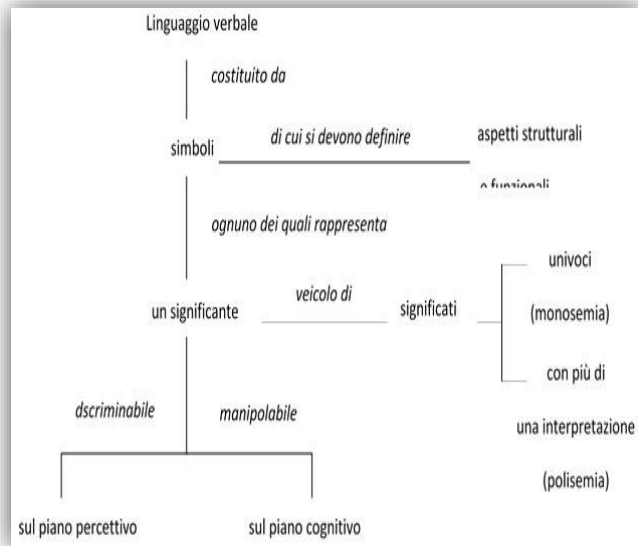 Linguaggio verbale
costituito da
simboli
di cui si devono definire
aspetti strutturali
o funzionali
ognuno dei quali rappresenta
un significante
veicolo di
significati
univoci
(monosemia)
con più di
una interpretazione
(polisemia)
dscriminabile
manipolabile
sul piano percettivo
sul piano cognitivo